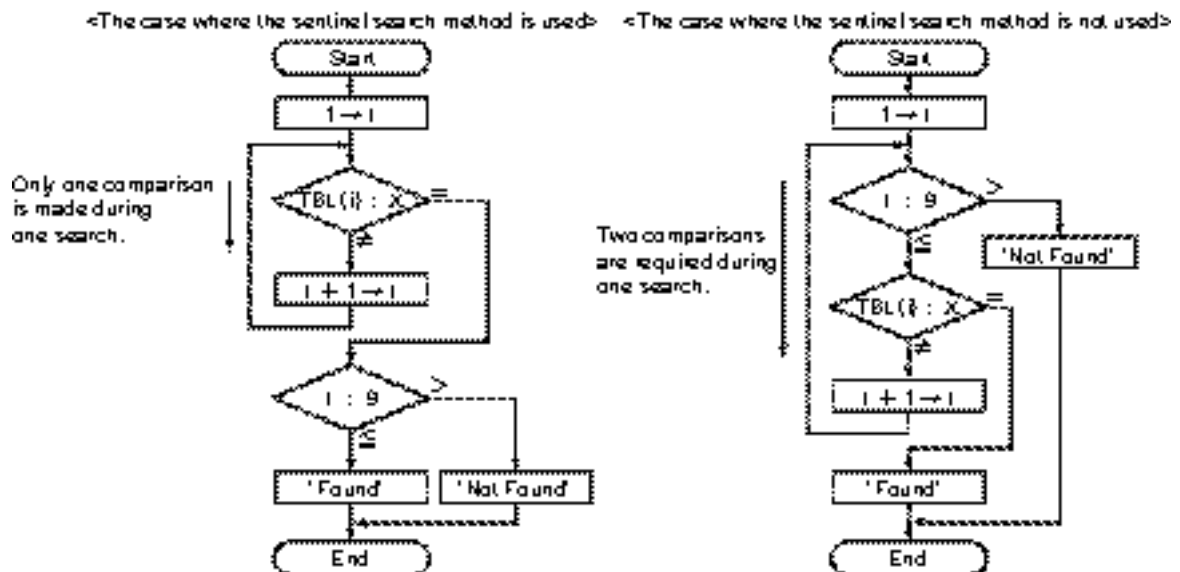 <The case where the sentinel search method is used>
Start
1 → i
Only one comparison
is made during
one search.
TBL(i) : X
=
≠
i + 1 → i
i : 9
>
≦
"Found"
"Not Found"
End
<The case where the sentinel search method is not used>
Start
1 → i
Two comparisons
are required during
one search.
i : 9
>
≦
"Not Found"
TBL(i) : X
=
≠
i + 1 → i
"Found"
End